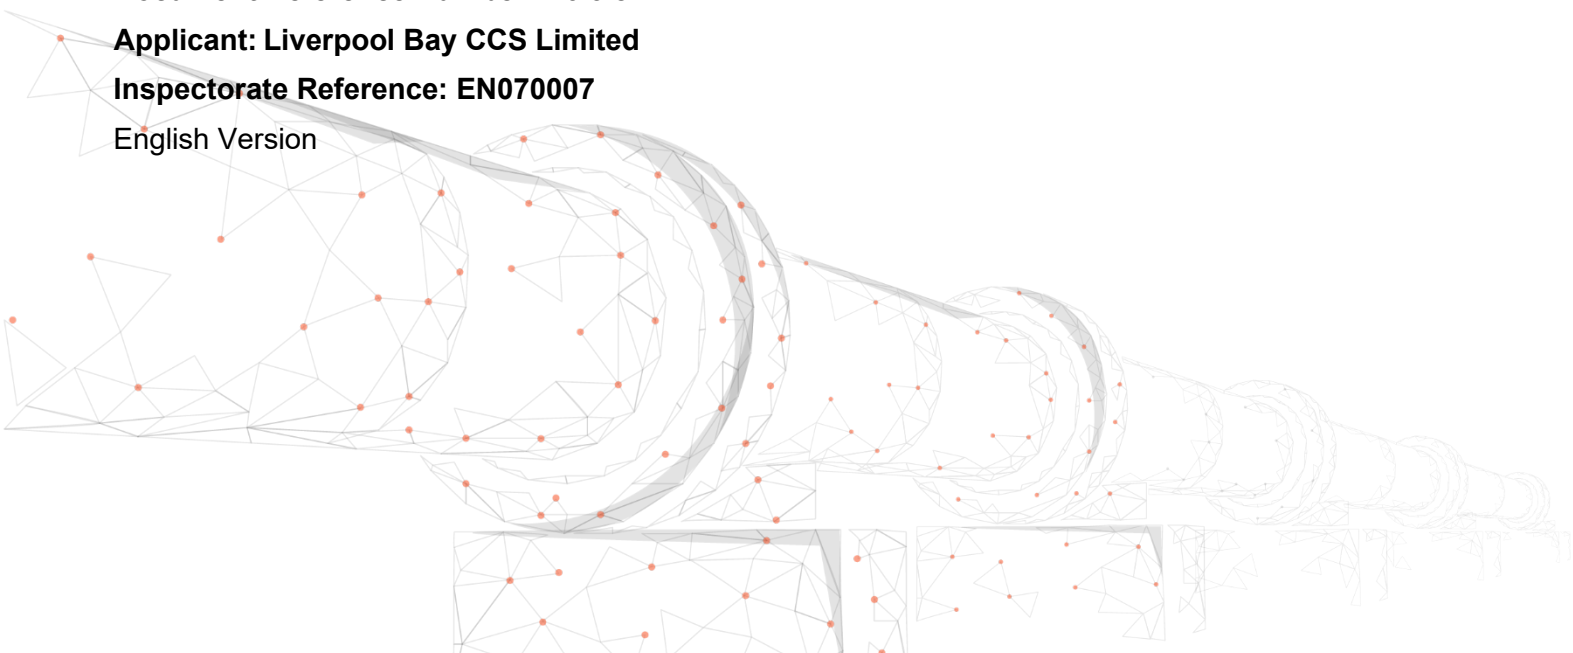 Applicant: Liverpool Bay CCS Limited
Inspectorate Reference: EN070007
English Version